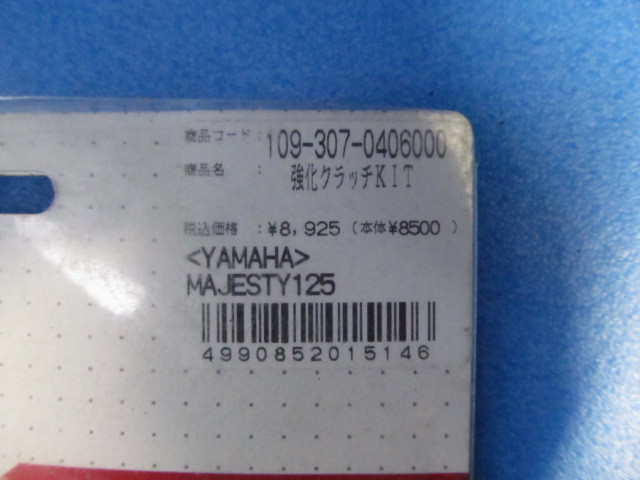 商品コード : 109-307-0406000
商品名 : 強化クラッチKIT
税込価格 : ¥8,925 (本体¥8500 )
<YAMAHA>
MAJESTY125
4990852015146